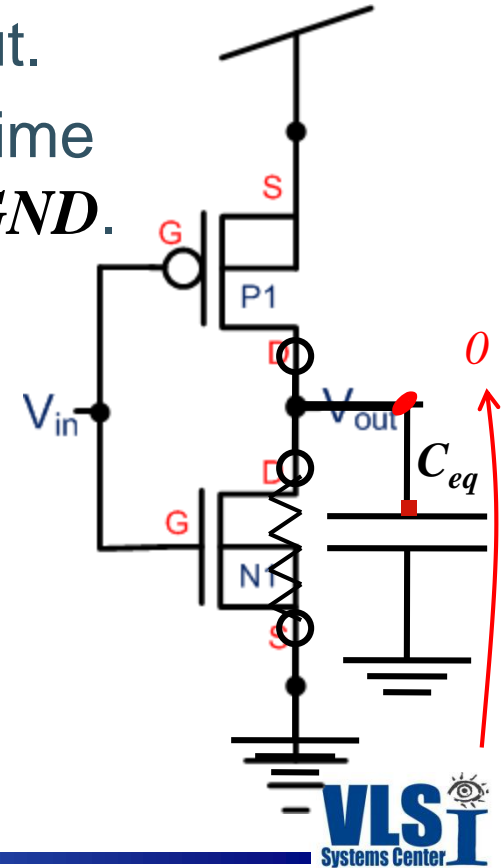 ut.
ime
GND.
S
G
P1
D
0
Vin
Vout
D
Ceq
G
N1
S
VLSI
Systems Center